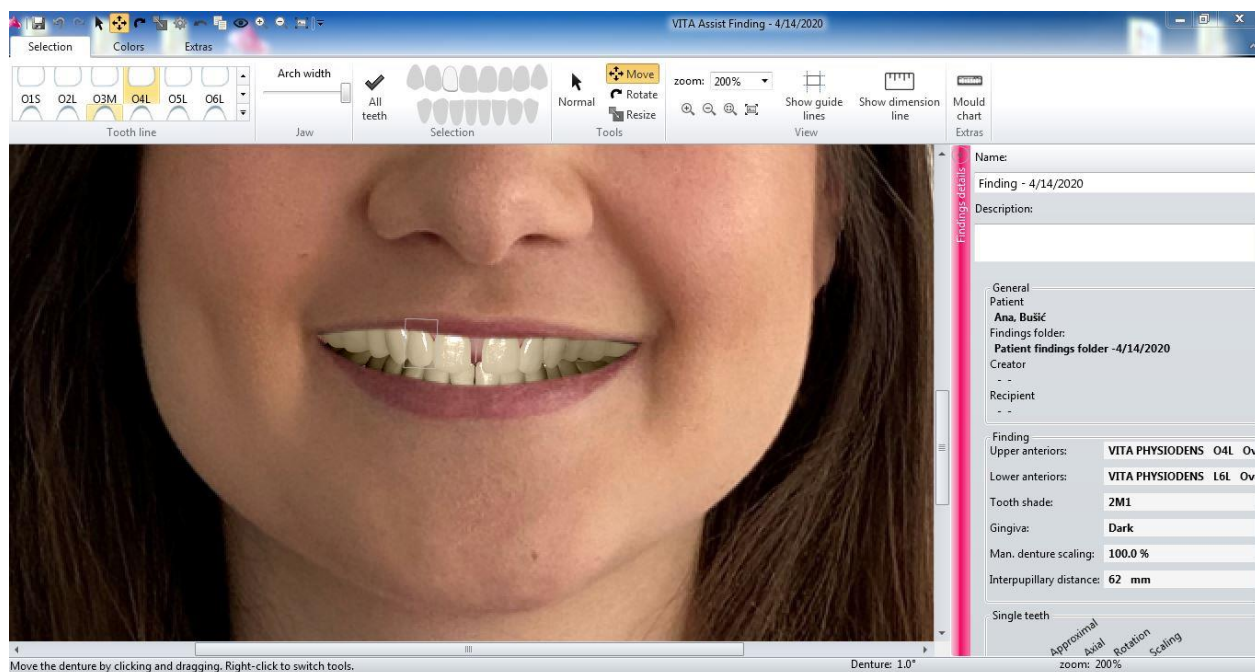 VITA Assist Finding - 4/14/2020
Selection Colors Extras
O1S O2L O3M O4L O5L O6L
Tooth line
Arch width
Jaw
All teeth
Selection
Normal
Move
Rotate
Resize
Tools
zoom: 200%
Show guide lines
Show dimension line
View
Mould chart
Extras
Findings details
Name:
Finding - 4/14/2020
Description:
General
Patient
Ana, Bušić
Findings folder:
Patient findings folder -4/14/2020
Creator
- -
Recipient
- -
Finding
Upper anteriors: VITA PHYSIODENS O4L Ov
Lower anteriors: VITA PHYSIODENS L6L Ov
Tooth shade: 2M1
Gingiva: Dark
Man. denture scaling: 100.0 %
Interpupillary distance: 62 mm
Single teeth
Approximal Axial Rotation Scaling
Move the denture by clicking and dragging. Right-click to switch tools. Denture: 1.0° zoom: 200%